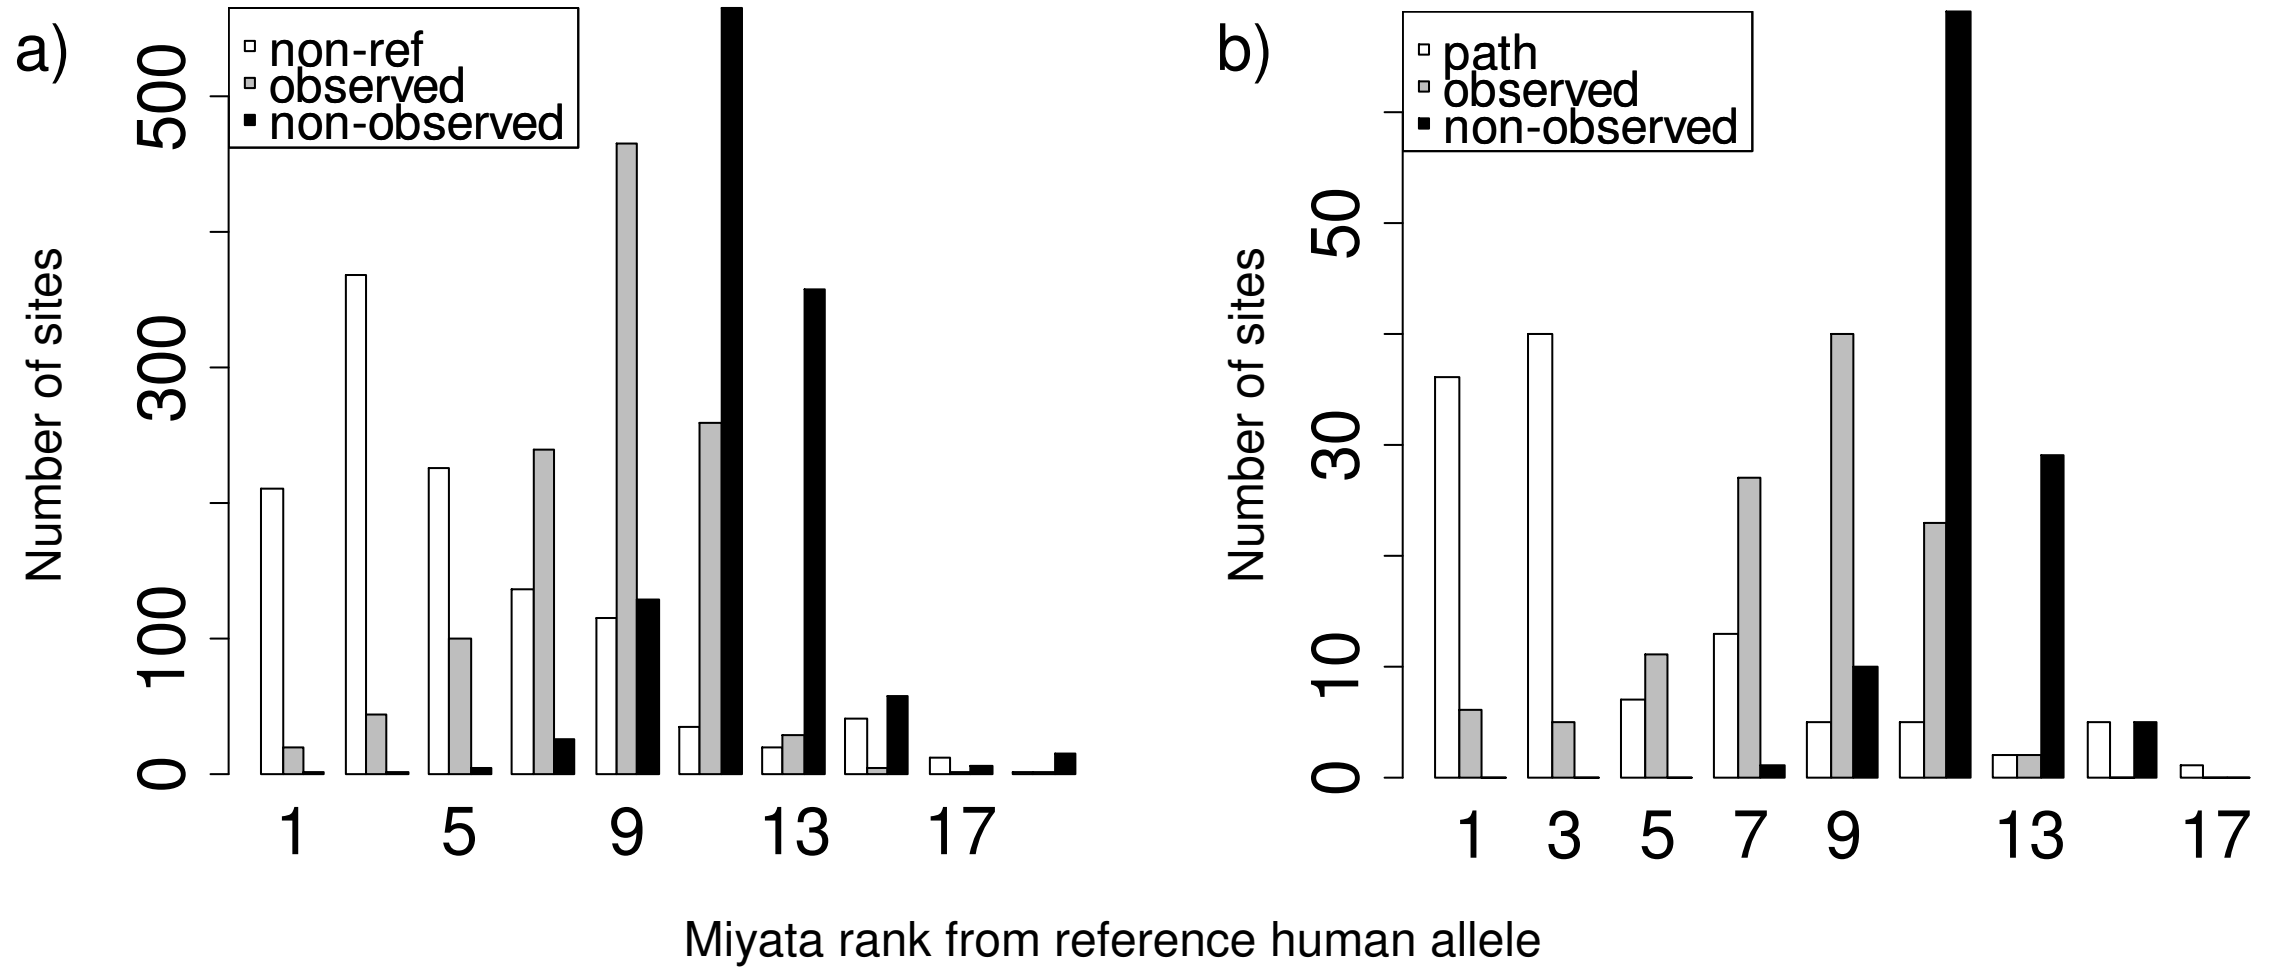 a)
non-ref
observed
non-observed
Number of sites
500
300
100
0
1 5 9 13 17
b)
path
observed
non-observed
Number of sites
50
30
10
0
1 3 5 7 9 13 17
Miyata rank from reference human allele